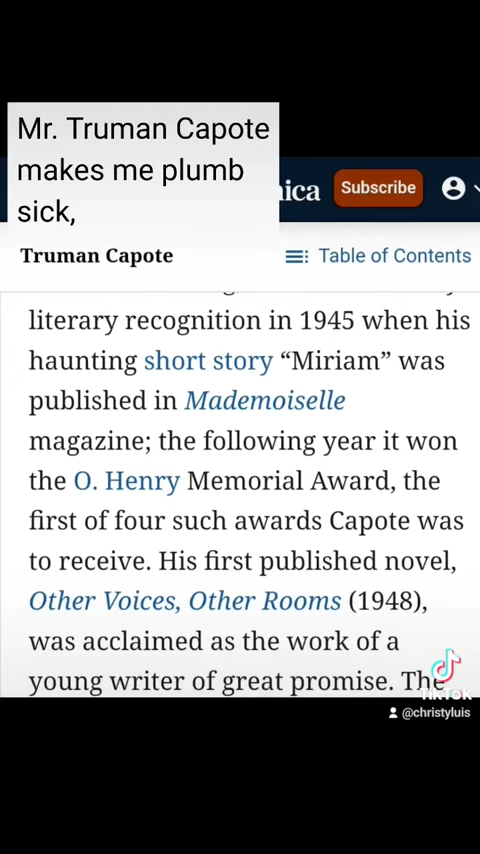 Mr. Truman Capote
makes me plumb
sick,
nica
Subscribe
Truman Capote
Table of Contents
literary recognition in 1945 when his
haunting short story “Miriam” was
published in Mademoiselle
magazine; the following year it won
the O. Henry Memorial Award, the
first of four such awards Capote was
to receive. His first published novel,
Other Voices, Other Rooms (1948),
was acclaimed as the work of a
young writer of great promise. The
TikTok
@christyluis